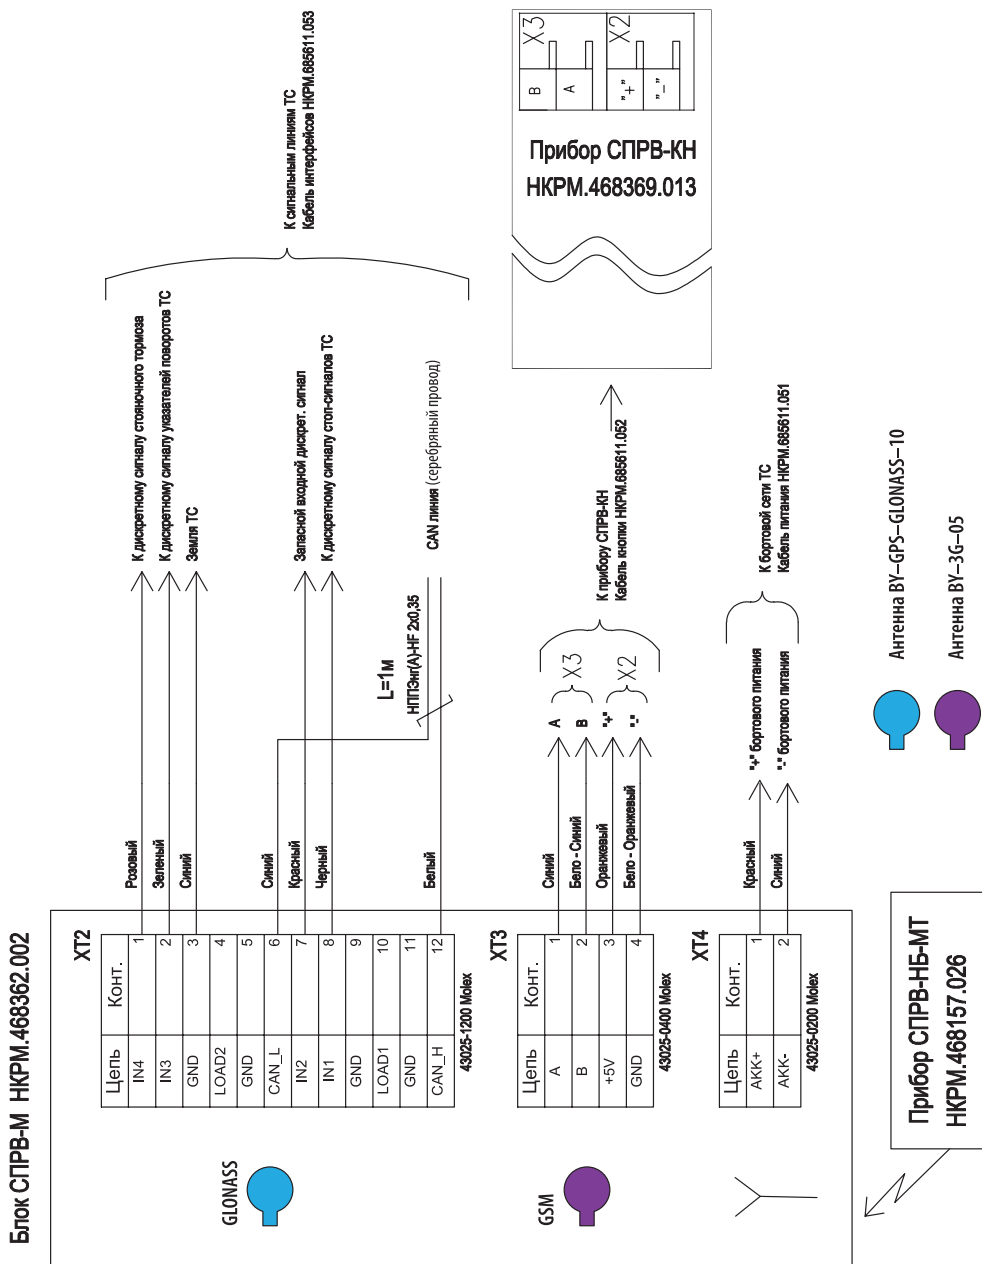 Блок СПРВ-М НКРМ.468362.002
GLONASS
GSM
XT2
Цепь Конт.
IN4 1
IN3 2
GND 3
LOAD2 4
GND 5
CAN_L 6
IN2 7
IN1 8
GND 9
LOAD1 10
GND 11
CAN_H 12
43025-1200 Molex
Розовый
Зеленый
Синий
Синий
Красный
Черный
Белый
К дискретному сигналу стояночного тормоза
К дискретному сигналу указателей поворотов ТС
Земля ТС
Запасной входной дискрет. сигнал
К дискретному сигналу стоп-сигналов ТС
L=1м
НППЭнг(А)-HF 2x0,35
CAN линия (серебряный провод)
К сигнальным линиям ТС
Кабель интерфейсов НКРМ.685611.053
XT3
Цепь Конт.
A 1
B 2
+5V 3
GND 4
43025-0400 Molex
Синий
Бело - Синий
Оранжевый
Бело - Оранжевый
A
B
"+"
"-"
X3
X2
К прибору СПРВ-КН
Кабель кнопки НКРМ.685611.052
Прибор СПРВ-КН
НКРМ.468369.013
B
A
"+"
"–"
X3
X2
XT4
Цепь Конт.
АКК+ 1
АКК- 2
43025-0200 Molex
Красный
Синий
"+" бортового питания
"-" бортового питания
К бортовой сети ТС
Кабель питания НКРМ.685611.051
Прибор СПРВ-НБ-МТ
НКРМ.468157.026
Антенна BY–GPS–GLONASS–10
Антенна BY–3G–05